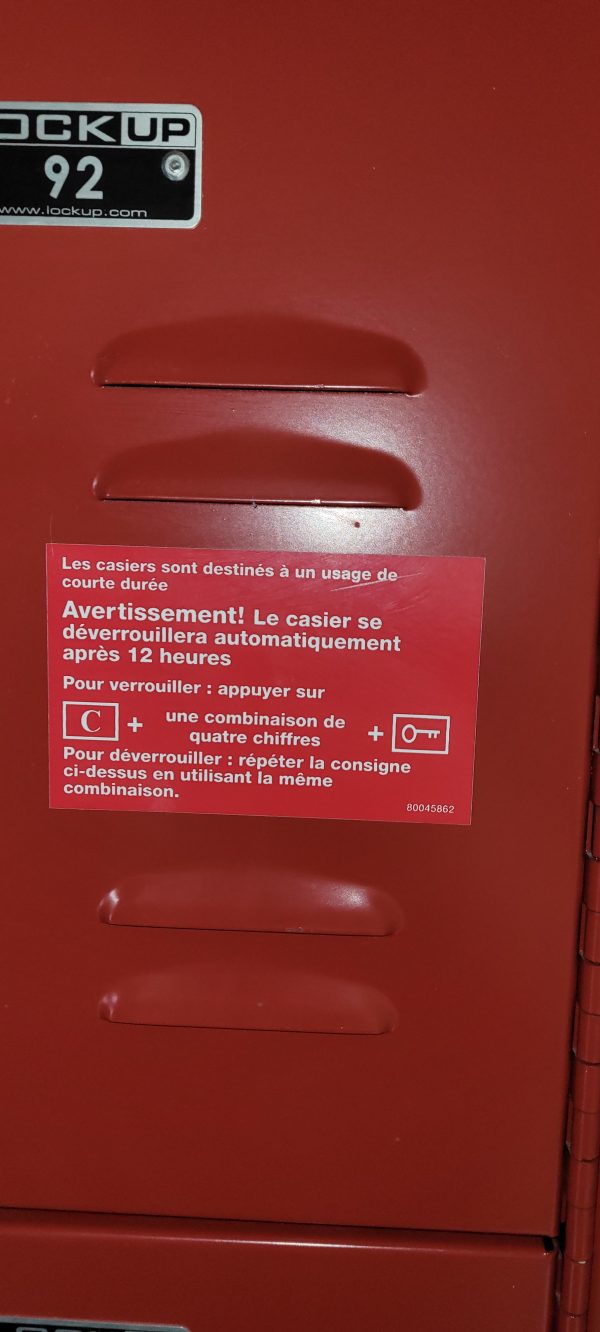 OCKUP
92
www.lockup.com
Les casiers sont destinés à un usage de
courte durée
Avertissement! Le casier se
déverrouillera automatiquement
après 12 heures
Pour verrouiller : appuyer sur
C + une combinaison de
quatre chiffres +
Pour déverrouiller : répéter la consigne
ci-dessus en utilisant la même
combinaison.
80045862